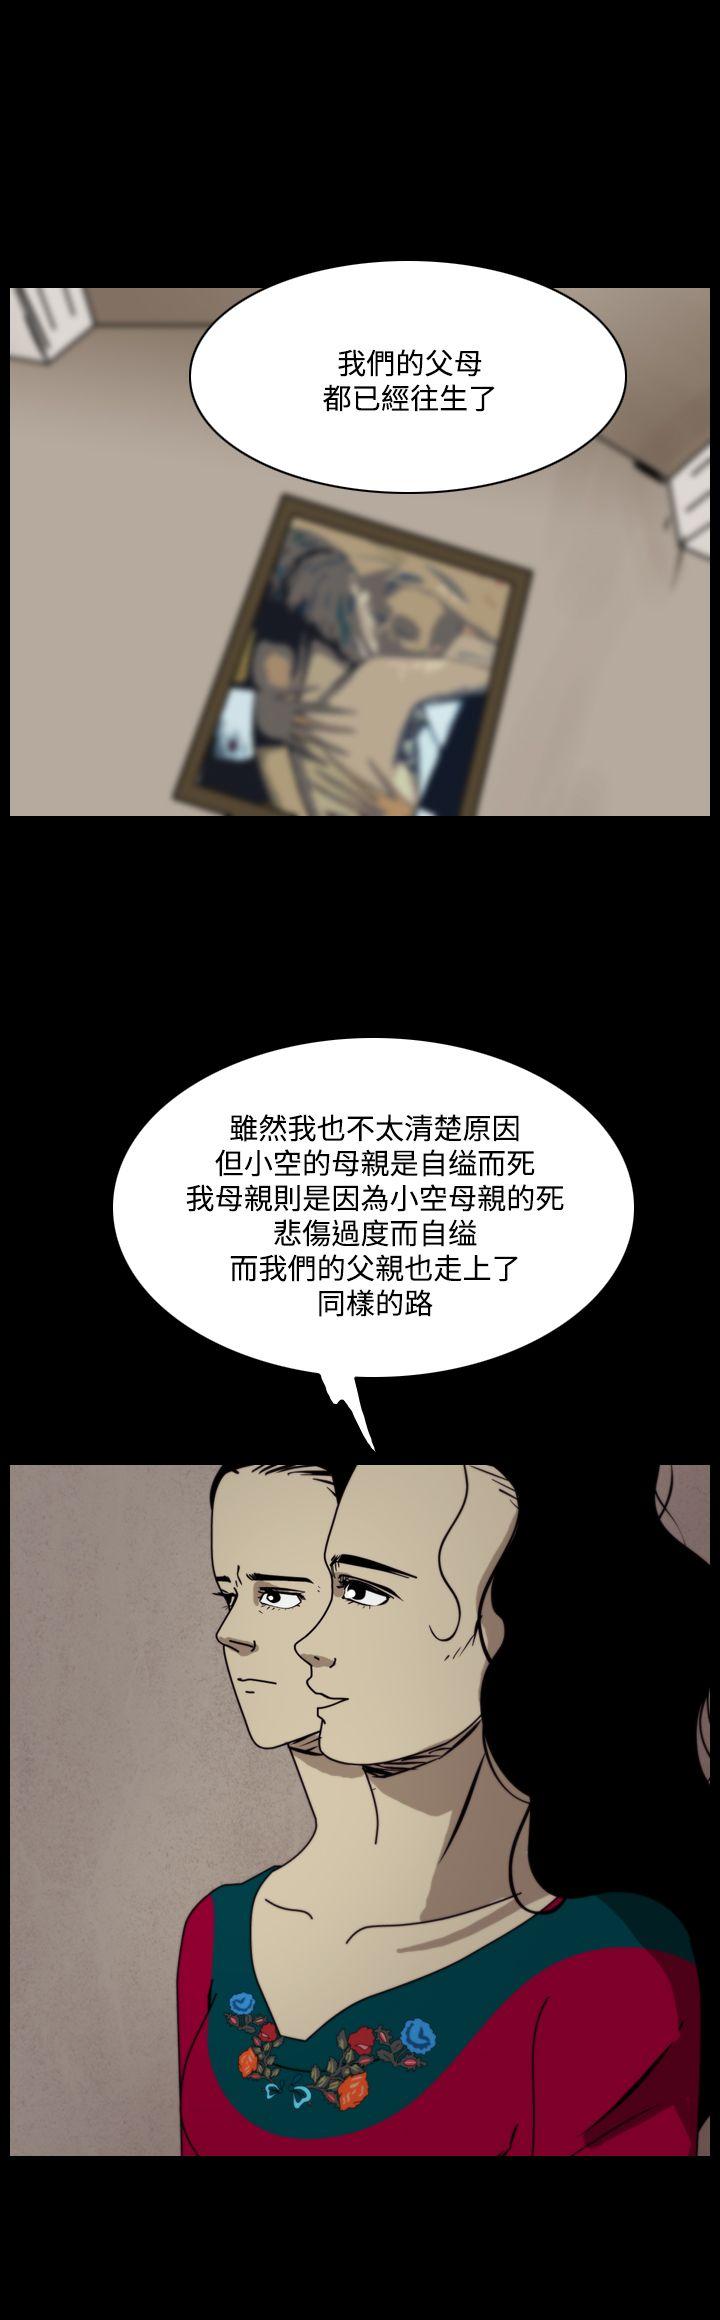 我們的父母
都已經往生了
雖然我也不太清楚原因
但小空的母親是自缢而死
我母親則是因為小空母親的死
悲傷過度而自缢
而我們的父親也走上了
同樣的路